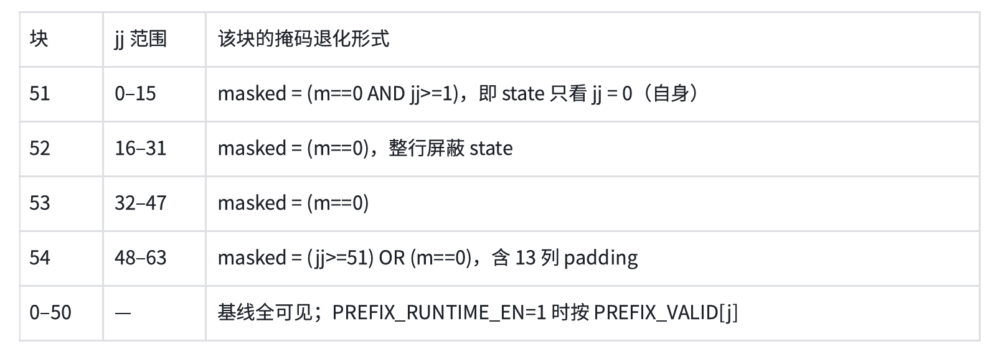 块 jj 范围 该块的掩码退化形式
51 0–15 masked = (m==0 AND jj>=1)，即 state 只看 jj = 0（自身）
52 16–31 masked = (m==0)，整行屏蔽 state
53 32–47 masked = (m==0)
54 48–63 masked = (jj>=51) OR (m==0)，含 13 列 padding
0–50 — 基线全可见；PREFIX_RUNTIME_EN=1 时按 PREFIX_VALID[j]